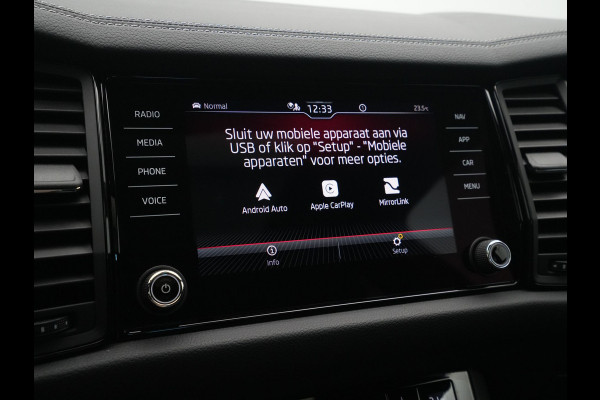 Normal 12:33 23.5°C
RADIO
MEDIA
PHONE
VOICE
Sluit uw mobiele apparaat aan via
USB of klik op "Setup" - "Mobiele
apparaten" voor meer opties.
Android Auto Apple CarPlay MirrorLink
Info Setup
NAV
APP
CAR
MENU